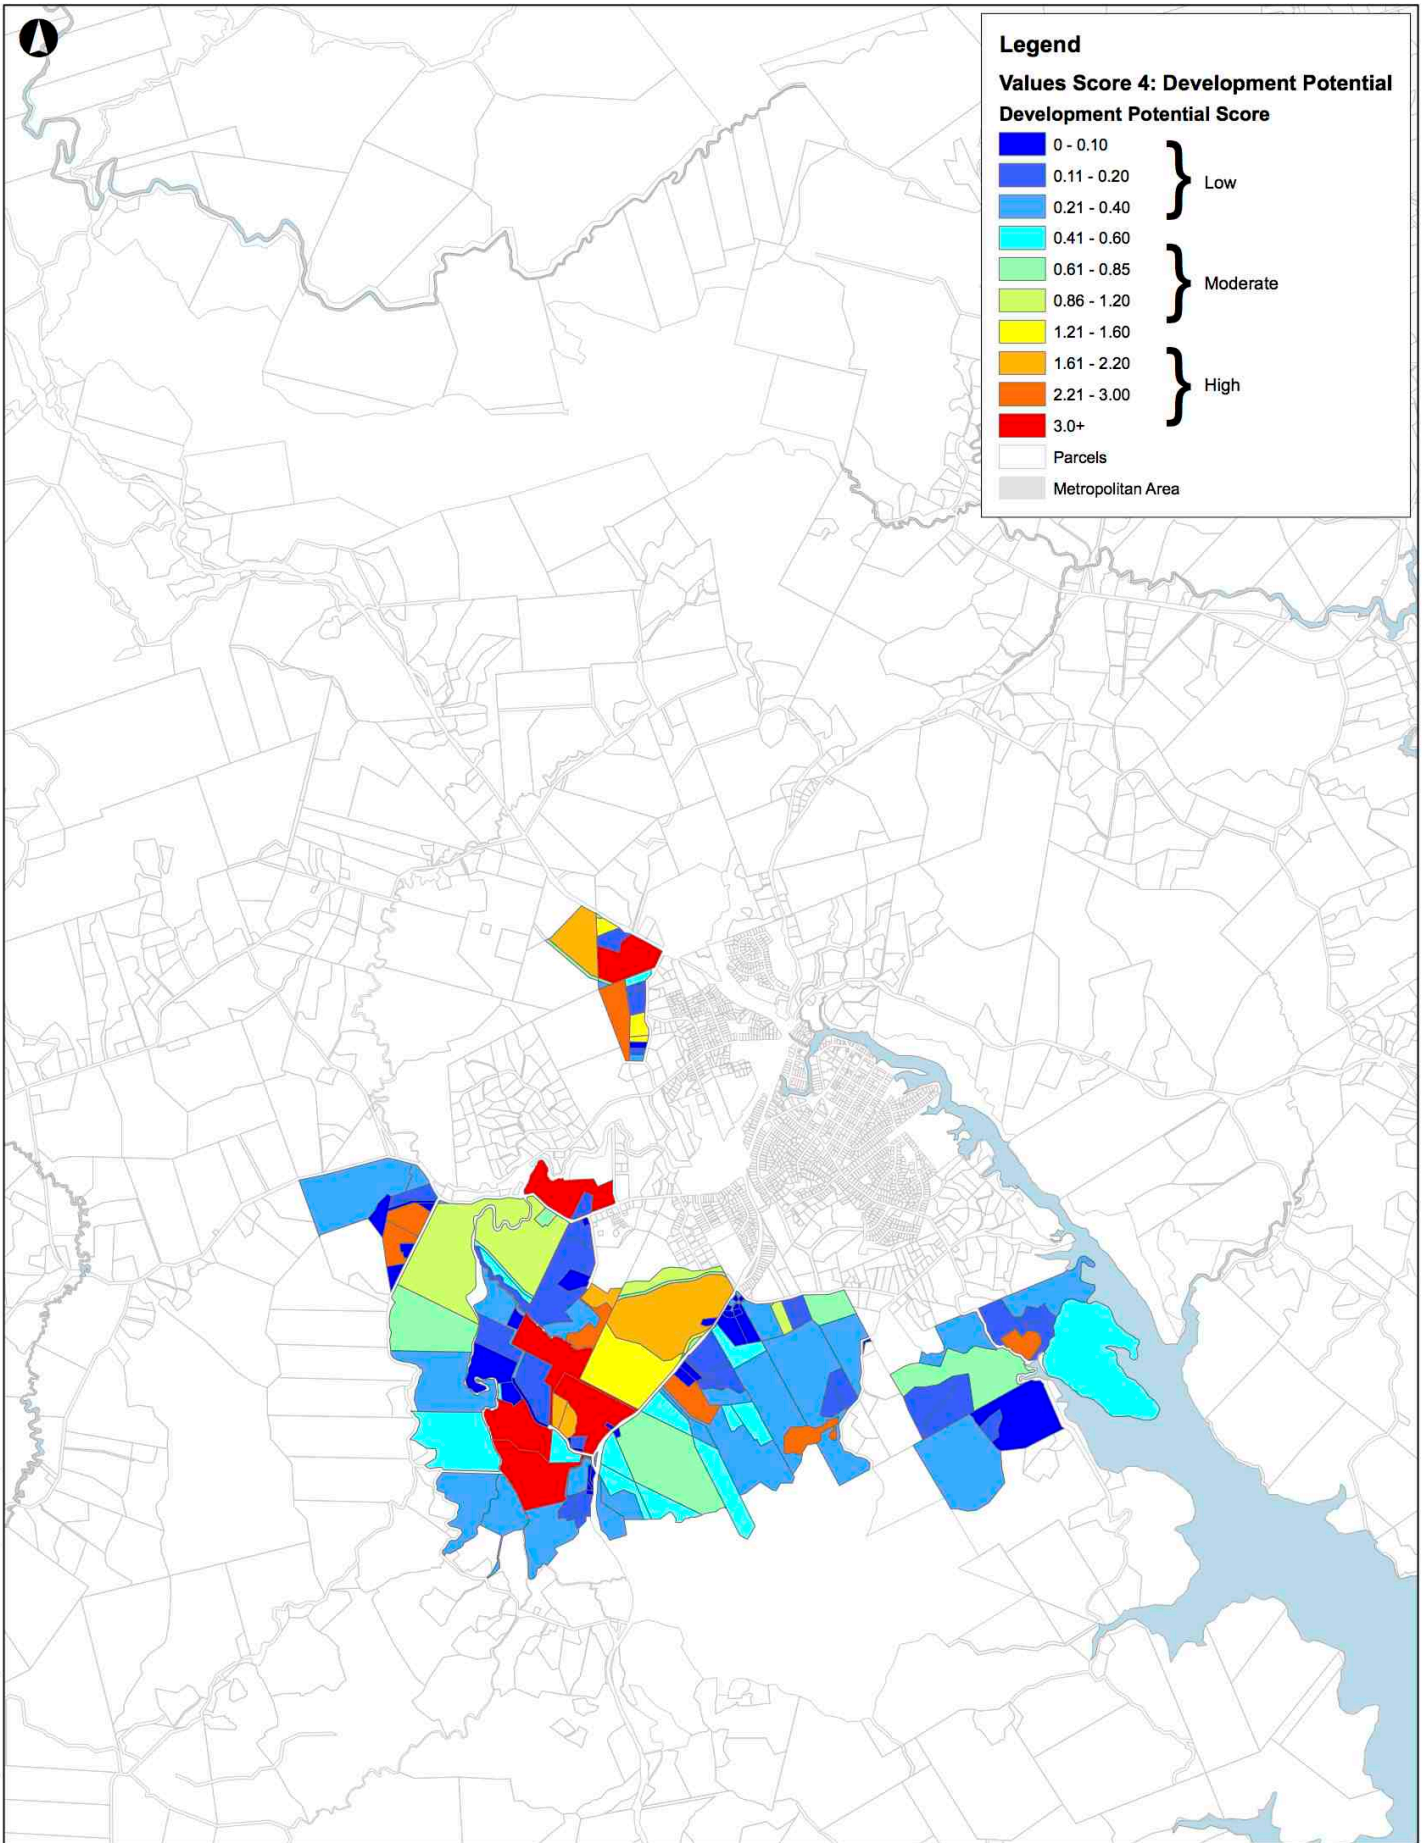 Legend
Values Score 4: Development Potential
Development Potential Score
0 - 0.10
0.11 - 0.20
Low
0.21 - 0.40
0.41 - 0.60
0.61 - 0.85
Moderate
0.86 - 1.20
1.21 - 1.60
1.61 - 2.20
High
2.21 - 3.00
3.0+
Parcels
Metropolitan Area